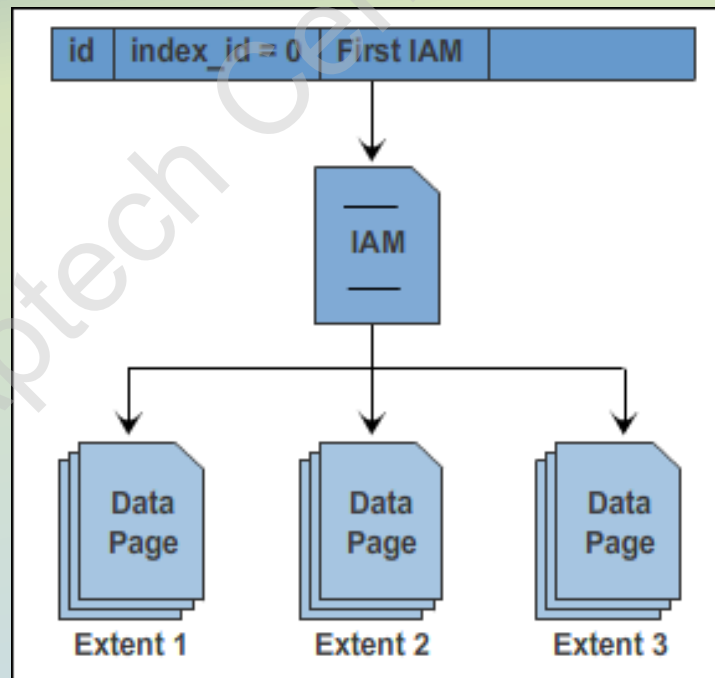 id index_id = 0 First IAM
IAM
Data Data Data
Page Page Page
Extent 1 Extent 2 Extent 3